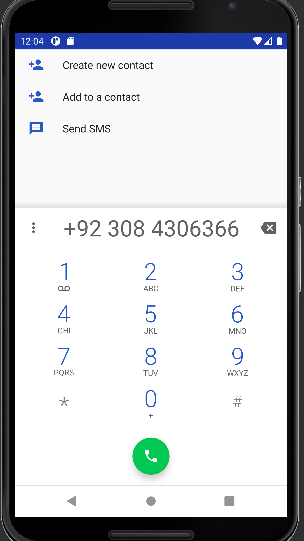 12:04
Create new contact
Add to a contact
Send SMS
+92 308 4306366
1 2 3
ABC DEF
4 5 6
GHI JKL MNO
7 8 9
PQRS TUV WXYZ
* 0 #
+